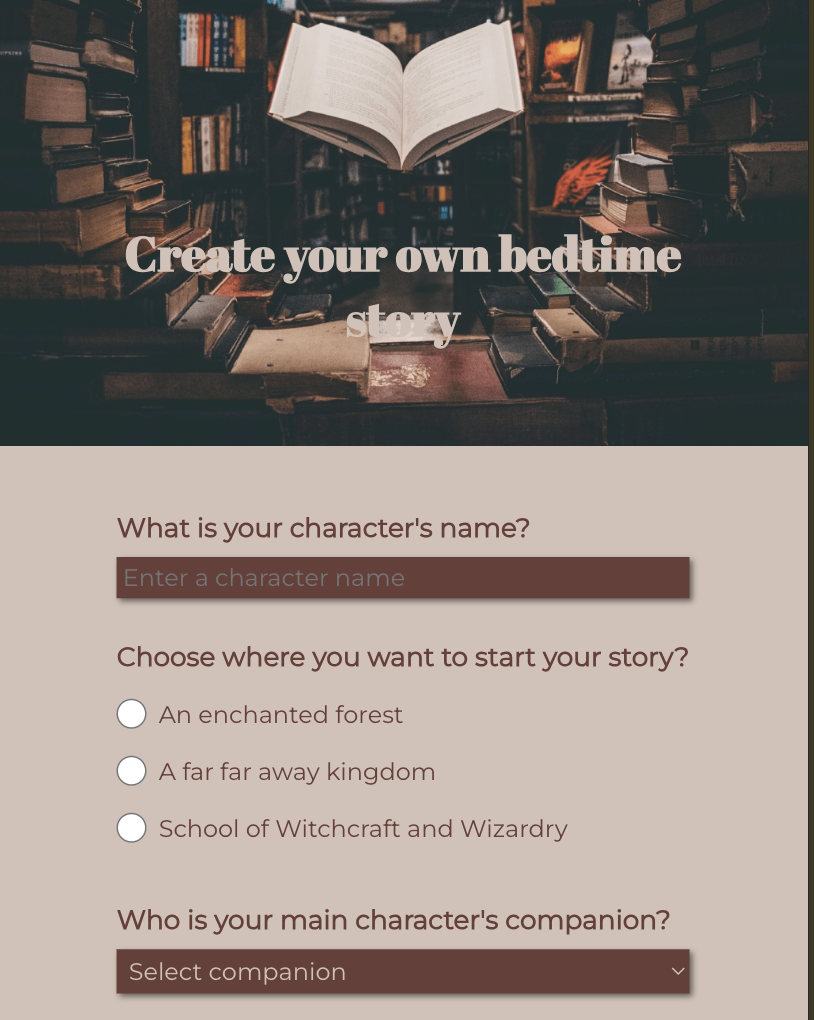 Create your own bedtime
story
What is your character's name?
Enter a character name
Choose where you want to start your story?
An enchanted forest
A far far away kingdom
School of Witchcraft and Wizardry
Who is your main character's companion?
Select companion